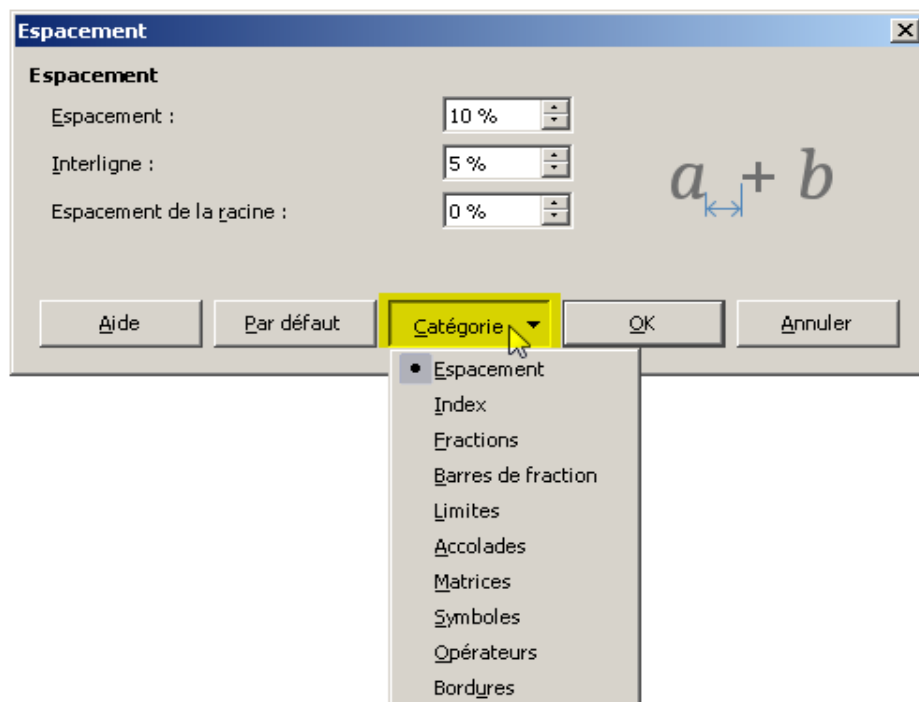 Espacement
Espacement
Espacement : 10 %
Interligne : 5 %
Espacement de la racine : 0 %
a + b
Aide Par défaut Catégorie OK Annuler
Espacement
Index
Fractions
Barres de fraction
Limites
Accolades
Matrices
Symboles
Opérateurs
Bordures